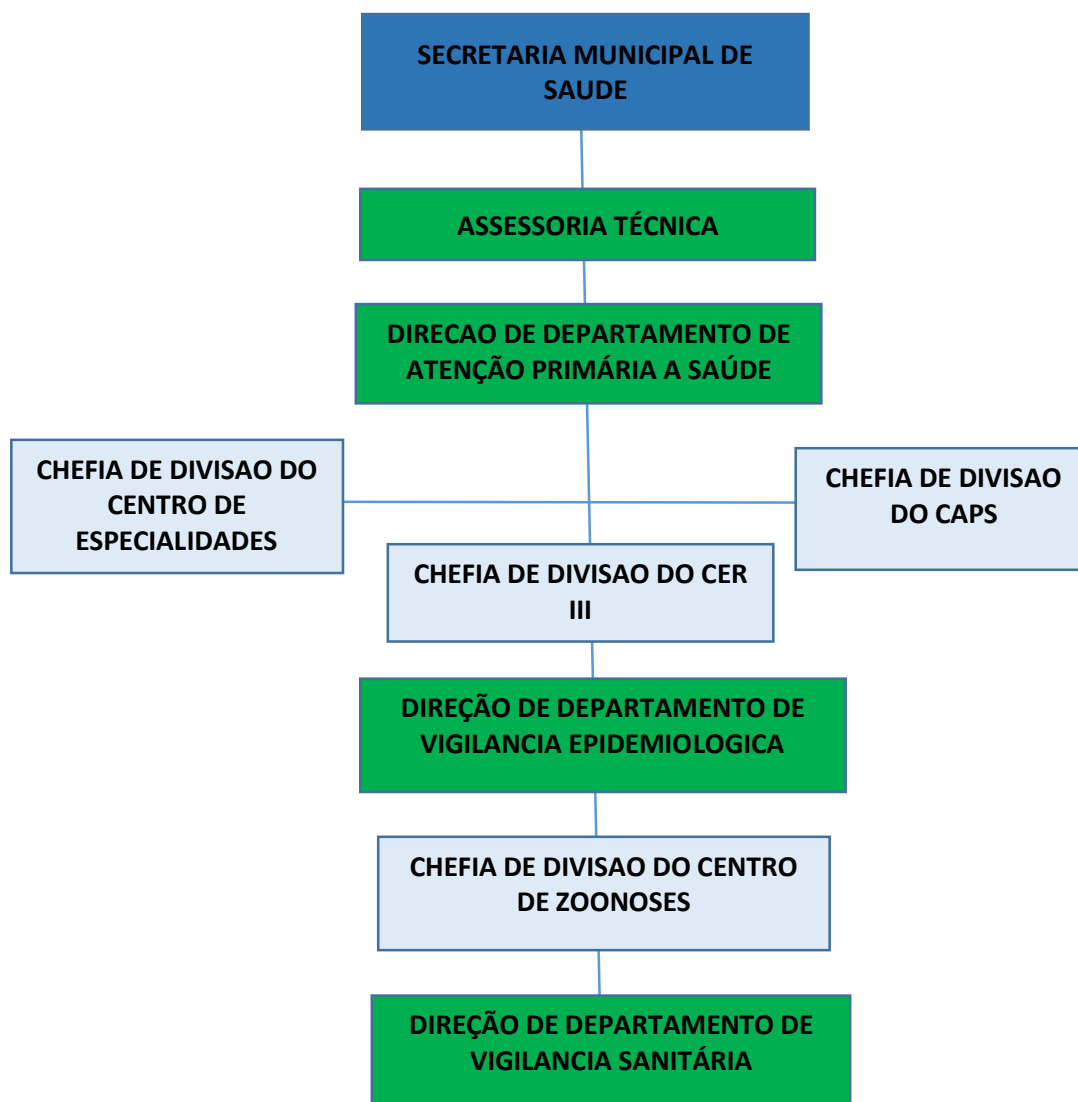 SECRETARIA MUNICIPAL DE
SAUDE
ASSESSORIA TÉCNICA
DIRECAO DE DEPARTAMENTO DE
ATENÇÃO PRIMÁRIA A SAÚDE
CHEFIA DE DIVISAO DO
CENTRO DE
ESPECIALIDADES
CHEFIA DE DIVISAO
DO CAPS
CHEFIA DE DIVISAO DO CER
III
DIREÇÃO DE DEPARTAMENTO DE
VIGILANCIA EPIDEMIOLOGICA
CHEFIA DE DIVISAO DO CENTRO
DE ZOONOSES
DIREÇÃO DE DEPARTAMENTO DE
VIGILANCIA SANITÁRIA